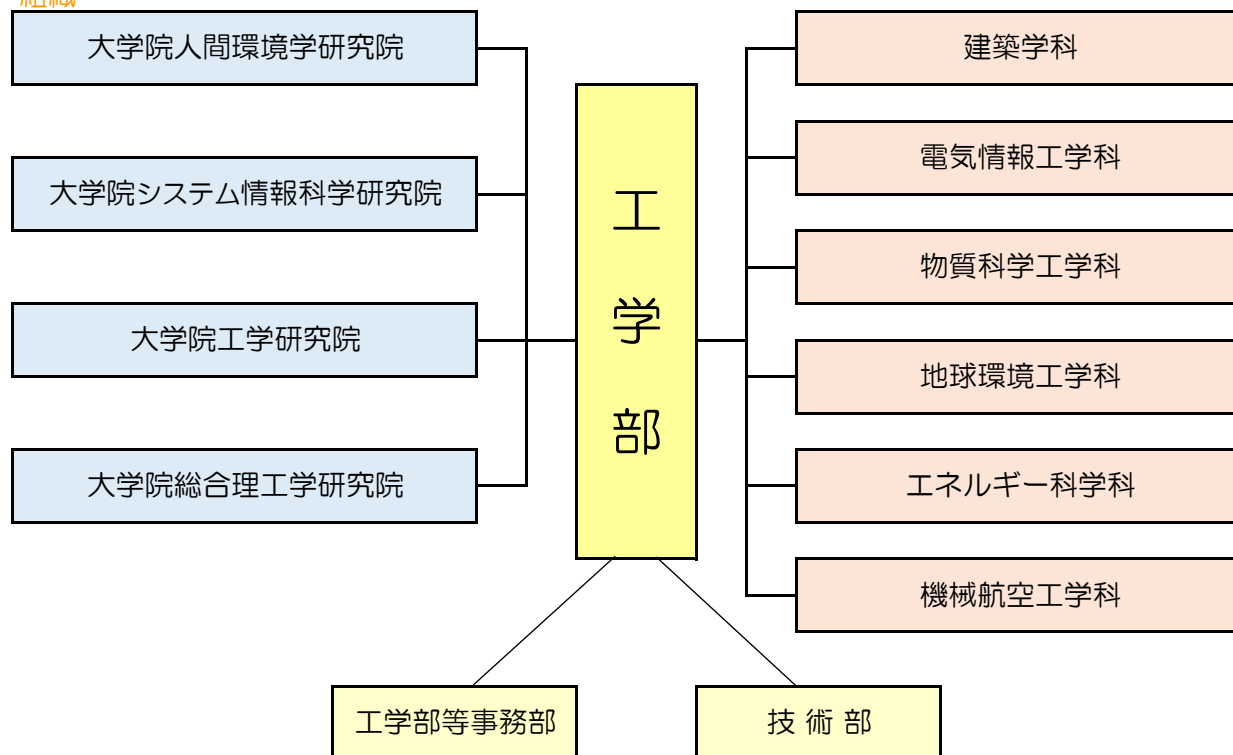 組織
大学院人間環境学研究院
大学院システム情報科学研究院
大学院工学研究院
大学院総合理工学研究院
工学部
建築学科
電気情報工学科
物質科学工学科
地球環境工学科
エネルギー科学科
機械航空工学科
工学部等事務部
技術部